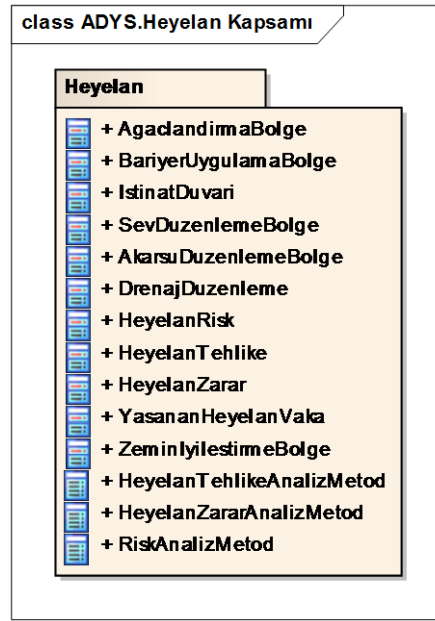 class ADYS.Heyelan Kapsamı
Heyelan
+ AgaclandirmaBolge
+ BariyerUygulamaBolge
+ IstinatDuvari
+ SevDuzenlemeBolge
+ AkarsuDuzenlemeBolge
+ DrenajDuzenleme
+ HeyelanRisk
+ HeyelanTehlike
+ HeyelanZarar
+ YasananHeyelanVaka
+ ZeminIyilestirmeBolge
+ HeyelanTehlikeAnalizMetod
+ HeyelanZararAnalizMetod
+ RiskAnalizMetod